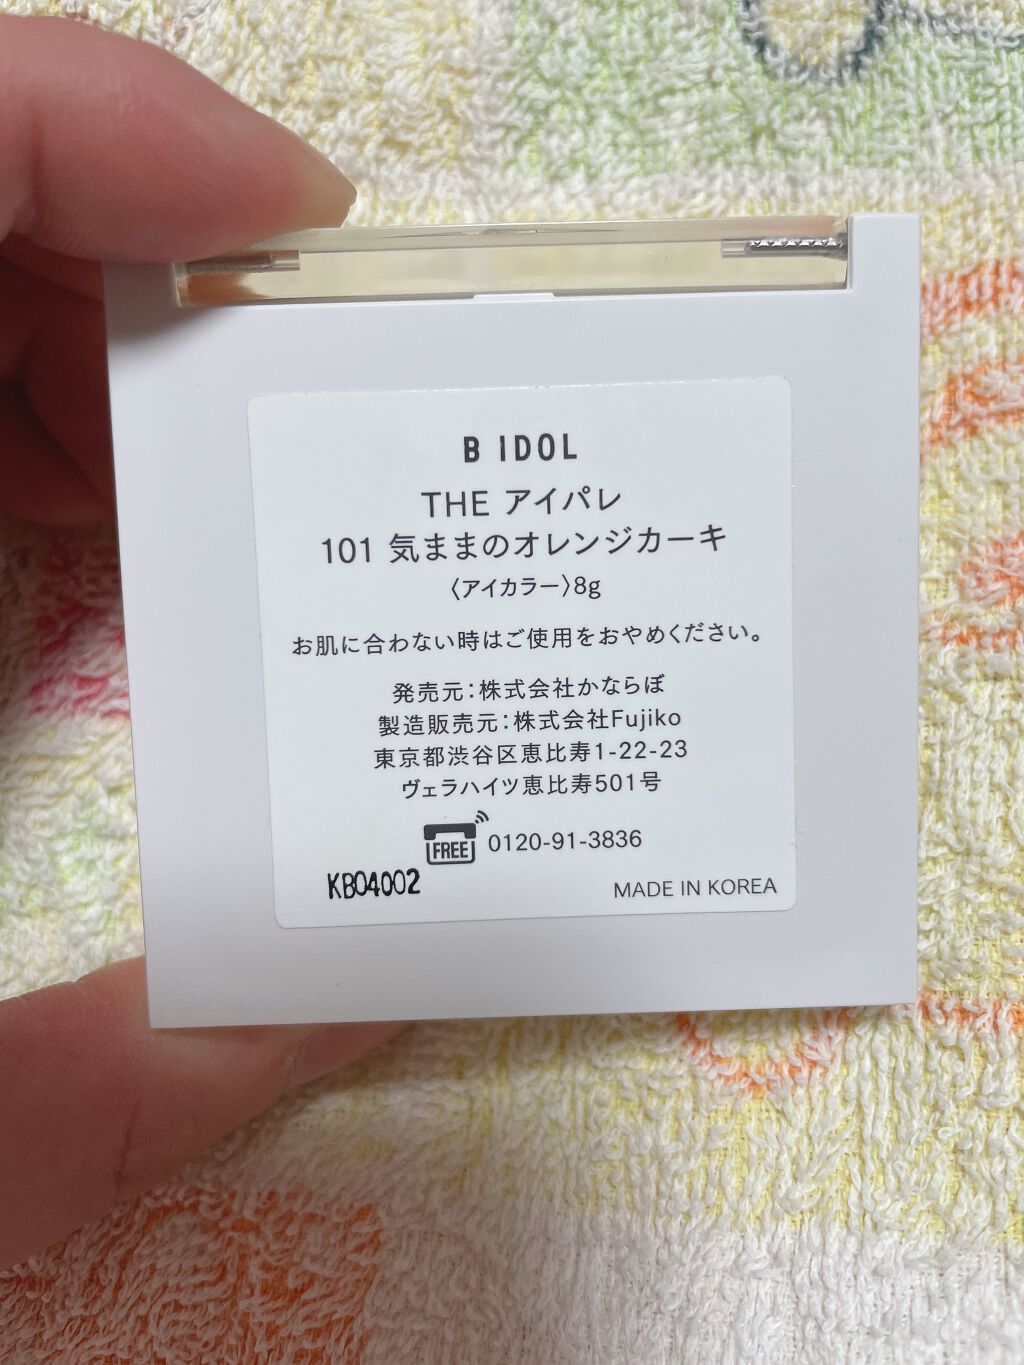 B IDOL
THE アイパレ
101 気ままのオレンジカーキ
〈アイカラー〉8g
お肌に合わない時はご使用をおやめください。
発売元:株式会社かならぼ
製造販売元:株式会社Fujiko
東京都渋谷区恵比寿1-22-23
ヴェラハイツ恵比寿501号
FREE 0120-91-3836
KB04002
MADE IN KOREA